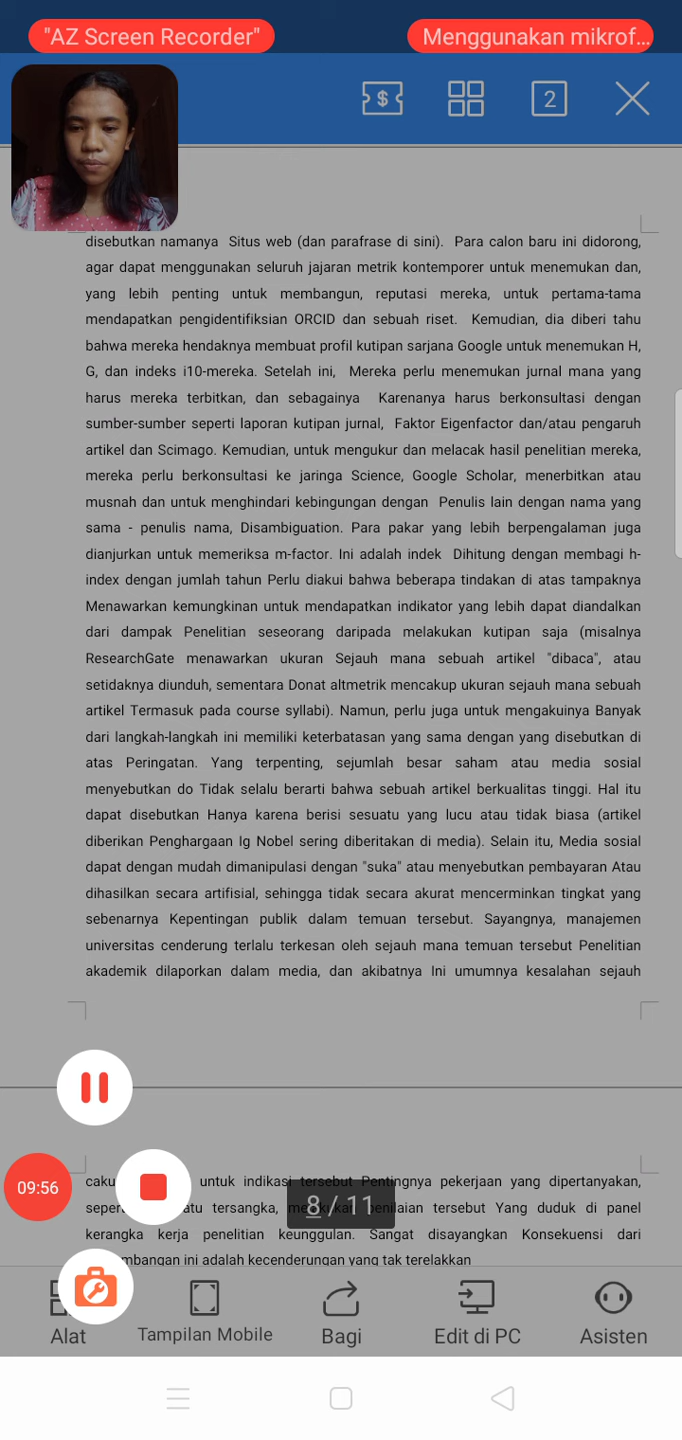 "AZ Screen Recorder"
Menggunakan mikrof...
$
2
disebutkan namanya Situs web (dan parafrase di sini). Para calon baru ini didorong,
agar dapat menggunakan seluruh jajaran metrik kontemporer untuk menemukan dan,
yang lebih penting untuk membangun, reputasi mereka, untuk pertama-tama
mendapatkan pengidentifiksian ORCID dan sebuah riset. Kemudian, dia diberi tahu
bahwa mereka hendaknya membuat profil kutipan sarjana Google untuk menemukan H,
G, dan indeks i10-mereka. Setelah ini, Mereka perlu menemukan jurnal mana yang
harus mereka terbitkan, dan sebagainya Karenanya harus berkonsultasi dengan
sumber-sumber seperti laporan kutipan jurnal, Faktor Eigenfactor dan/atau pengaruh
artikel dan Scimago. Kemudian, untuk mengukur dan melacak hasil penelitian mereka,
mereka perlu berkonsultasi ke jaringa Science, Google Scholar, menerbitkan atau
musnah dan untuk menghindari kebingungan dengan Penulis lain dengan nama yang
sama - penulis nama, Disambiguation. Para pakar yang lebih berpengalaman juga
dianjurkan untuk memeriksa m-factor. Ini adalah indek Dihitung dengan membagi h-
index dengan jumlah tahun Perlu diakui bahwa beberapa tindakan di atas tampaknya
Menawarkan kemungkinan untuk mendapatkan indikator yang lebih dapat diandalkan
dari dampak Penelitian seseorang daripada melakukan kutipan saja (misalnya
ResearchGate menawarkan ukuran Sejauh mana sebuah artikel "dibaca", atau
setidaknya diunduh, sementara Donat altmetrik mencakup ukuran sejauh mana sebuah
artikel Termasuk pada course syllabi). Namun, perlu juga untuk mengakuinya Banyak
dari langkah-langkah ini memiliki keterbatasan yang sama dengan yang disebutkan di
atas Peringatan. Yang terpenting, sejumlah besar saham atau media sosial
menyebutkan do Tidak selalu berarti bahwa sebuah artikel berkualitas tinggi. Hal itu
dapat disebutkan Hanya karena berisi sesuatu yang lucu atau tidak biasa (artikel
diberikan Penghargaan Ig Nobel sering diberitakan di media). Selain itu, Media sosial
dapat dengan mudah dimanipulasi dengan "suka" atau menyebutkan pembayaran Atau
dihasilkan secara artifisial, sehingga tidak secara akurat mencerminkan tingkat yang
sebenarnya Kepentingan publik dalam temuan tersebut. Sayangnya, manajemen
universitas cenderung terlalu terkesan oleh sejauh mana temuan tersebut Penelitian
akademik dilaporkan dalam media, dan akibatnya Ini umumnya kesalahan sejauh
untuk indikasi tersebut Pentingnya pekerjaan yang dipertanyakan,
tersangka, penilaian tersebut Yang duduk di panel
kerangka kerja penelitian keunggulan. Sangat disayangkan Konsekuensi dari
ini adalah kecenderungan yang tak terelakkan
09:56
8 / 11
Alat
Tampilan Mobile
Bagi
Edit di PC
Asisten